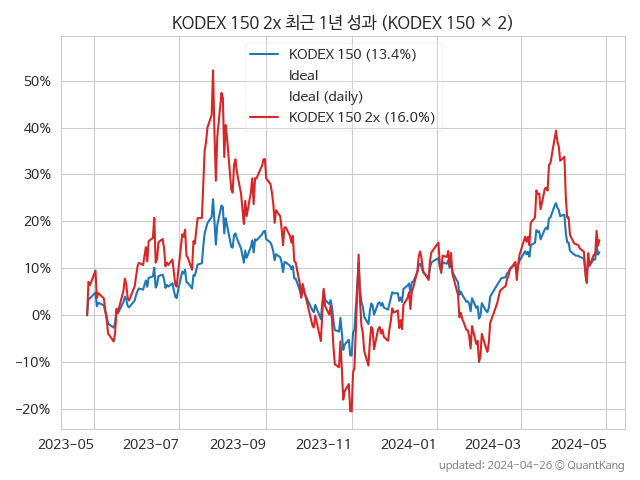 KODEX 150 2x 최근 1년 성과 (KODEX 150 × 2)
KODEX 150 (13.4%)
Ideal
Ideal (daily)
KODEX 150 2x (16.0%)
50%
40%
30%
20%
10%
0%
−10%
−20%
2023-05 2023-07 2023-09 2023-11 2024-01 2024-03 2024-05
updated: 2024-04-26 © QuantKang